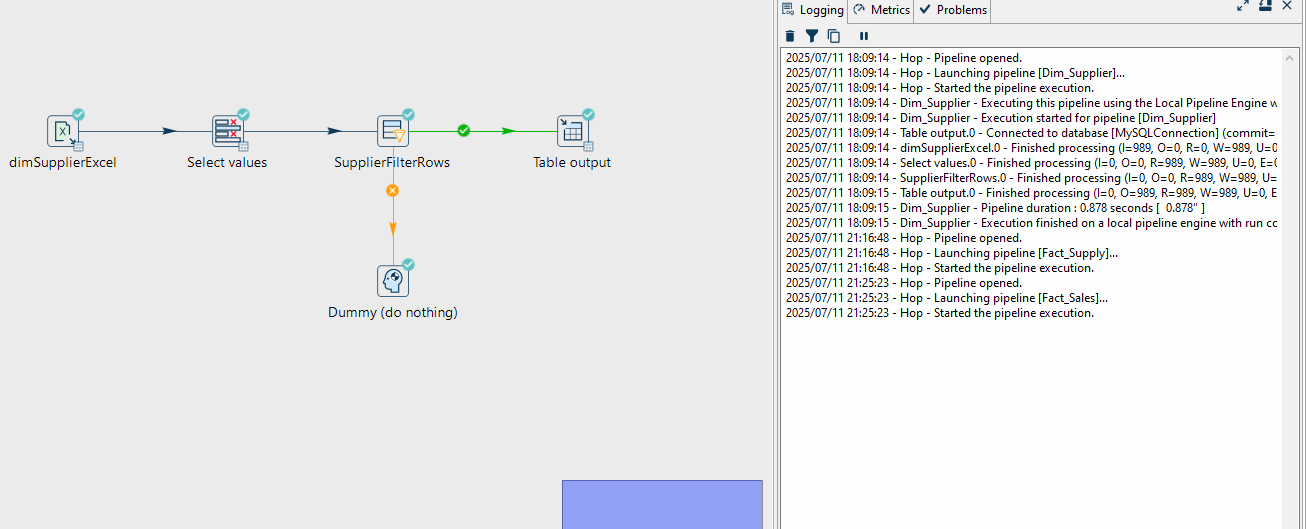 Logging Metrics Problems
dimSupplierExcel
Select values
SupplierFilterRows
Table output
Dummy (do nothing)
2025/07/11 18:09:14 - Hop - Pipeline opened.
2025/07/11 18:09:14 - Hop - Launching pipeline [Dim_Supplier]...
2025/07/11 18:09:14 - Hop - Started the pipeline execution.
2025/07/11 18:09:14 - Dim_Supplier - Executing this pipeline using the Local Pipeline Engine w
2025/07/11 18:09:14 - Dim_Supplier - Execution started for pipeline [Dim_Supplier]
2025/07/11 18:09:14 - Table output.0 - Connected to database [MySQLConnection] (commit=
2025/07/11 18:09:14 - dimSupplierExcel.0 - Finished processing (I=989, O=0, R=0, W=989, U=0
2025/07/11 18:09:14 - Select values.0 - Finished processing (I=0, O=0, R=989, W=989, U=0, E=0
2025/07/11 18:09:14 - SupplierFilterRows.0 - Finished processing (I=0, O=0, R=989, W=989, U=
2025/07/11 18:09:15 - Table output.0 - Finished processing (I=0, O=989, R=989, W=989, U=0, E
2025/07/11 18:09:15 - Dim_Supplier - Pipeline duration : 0.878 seconds [  0.878" ]
2025/07/11 18:09:15 - Dim_Supplier - Execution finished on a local pipeline engine with run co
2025/07/11 21:16:48 - Hop - Pipeline opened.
2025/07/11 21:16:48 - Hop - Launching pipeline [Fact_Supply]...
2025/07/11 21:16:48 - Hop - Started the pipeline execution.
2025/07/11 21:25:23 - Hop - Pipeline opened.
2025/07/11 21:25:23 - Hop - Launching pipeline [Fact_Sales]...
2025/07/11 21:25:23 - Hop - Started the pipeline execution.